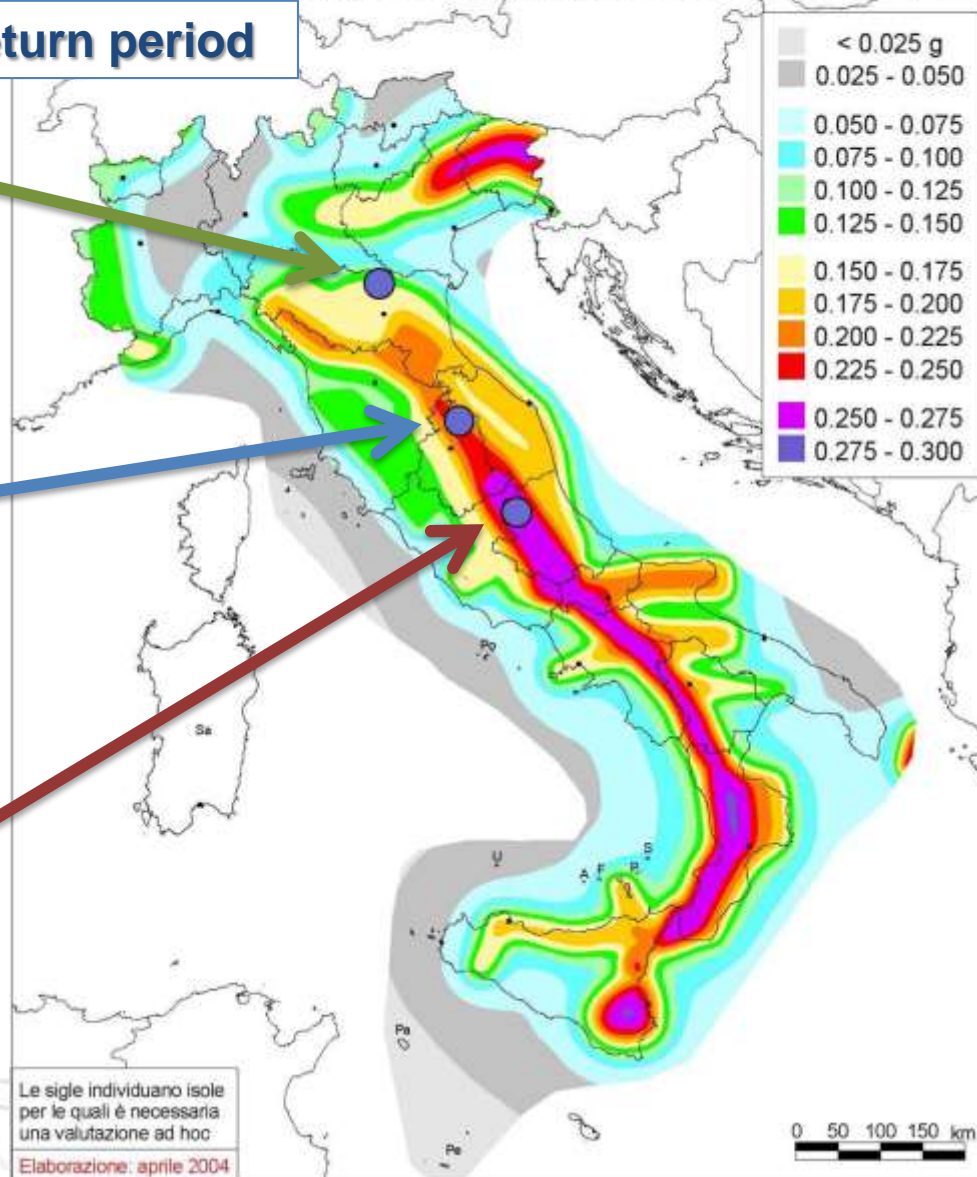 turn period
< 0.025 g
0.025 - 0.050
0.050 - 0.075
0.075 - 0.100
0.100 - 0.125
0.125 - 0.150
0.150 - 0.175
0.175 - 0.200
0.200 - 0.225
0.225 - 0.250
0.250 - 0.275
0.275 - 0.300
Po
Sa
U
S
A F P
Pa
Pe
Le sigle individuano isole
per le quali è necessaria
una valutazione ad hoc
Elaborazione: aprile 2004
0 50 100 150 km